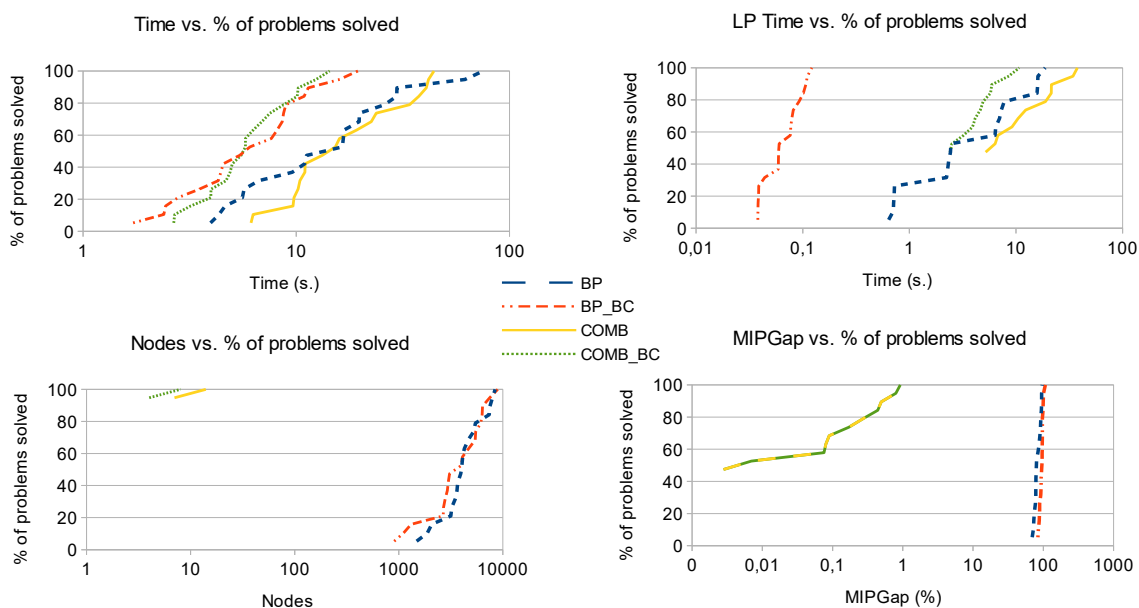 Time vs. % of problems solved
% of problems solved
100
80
60
40
20
0
1
10
100
Time (s.)
LP Time vs. % of problems solved
% of problems solved
100
80
60
40
20
0
0,01
0,1
1
10
100
Time (s.)
BP
BP_BC
COMB
COMB_BC
Nodes vs. % of problems solved
% of problems solved
100
80
60
40
20
0
1
10
100
1000
10000
Nodes
MIPGap vs. % of problems solved
% of problems solved
100
80
60
40
20
0
0
0,01
0,1
1
10
100
1000
MIPGap (%)